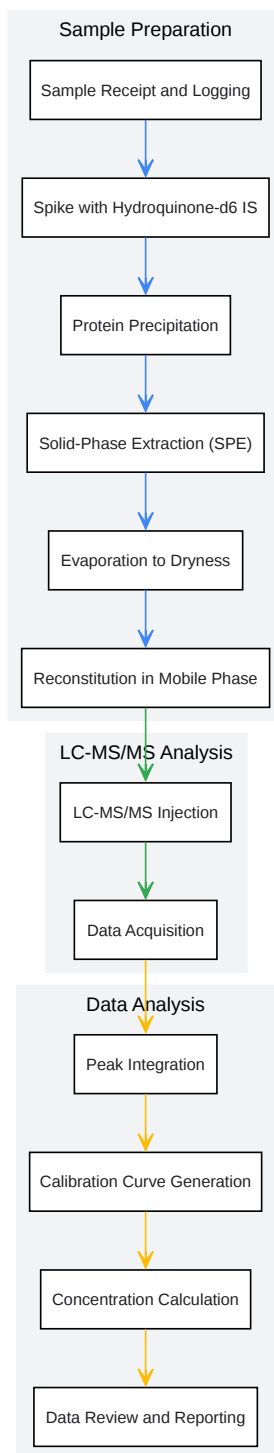 Sample Preparation
Sample Receipt and Logging
Spike with Hydroquinone-d6 IS
Protein Precipitation
Solid-Phase Extraction (SPE)
Evaporation to Dryness
Reconstitution in Mobile Phase
LC-MS/MS Analysis
LC-MS/MS Injection
Data Acquisition
Data Analysis
Peak Integration
Calibration Curve Generation
Concentration Calculation
Data Review and Reporting